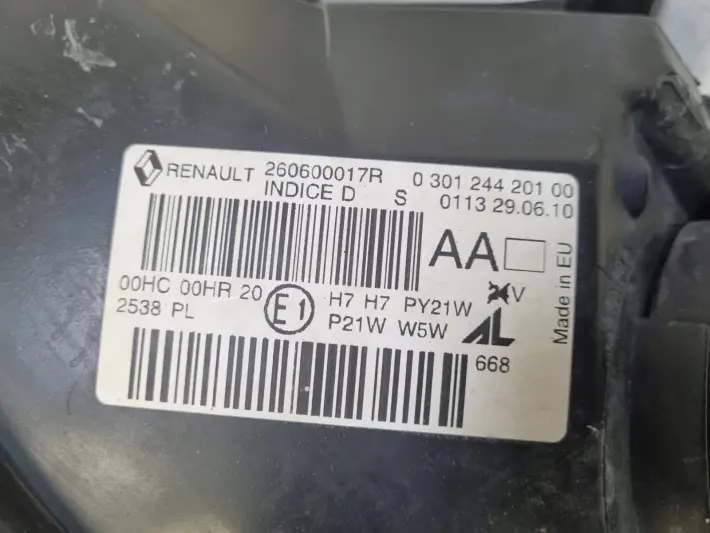 RENAULT 260600017R 0 301 244 201 00
INDICE D S 0113 29.06.10
AA
00HC 00HR 20 E1 H7 H7 PY21W V
2538 PL P21W W5W AL
668
Made in EU